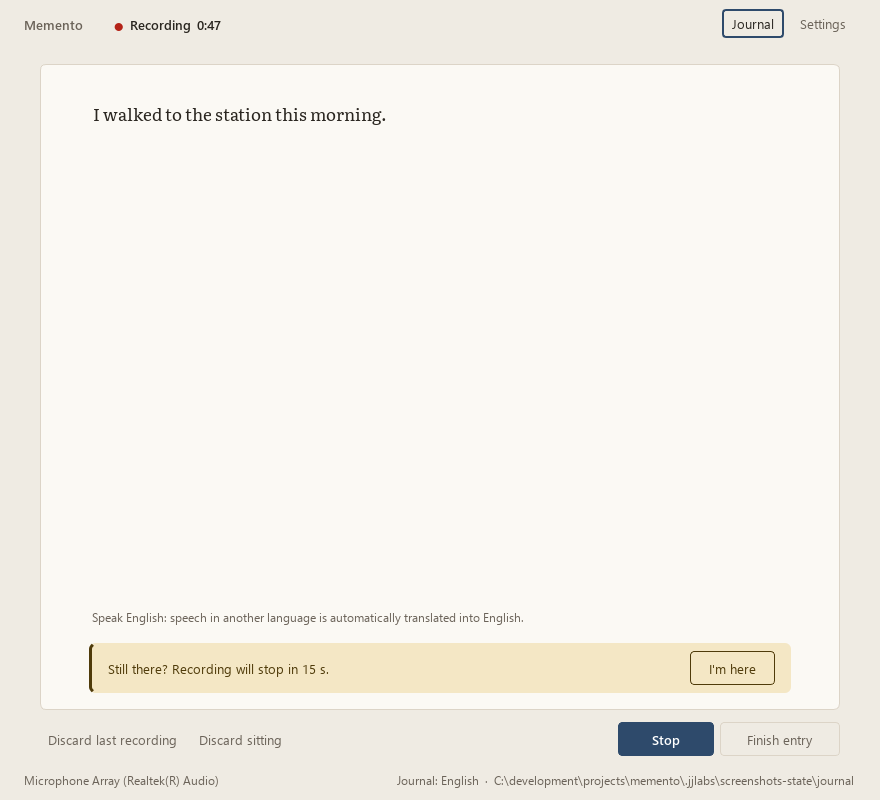 Memento
Recording 0:47
Journal
Settings
I walked to the station this morning.
Speak English: speech in another language is automatically translated into English.
Still there? Recording will stop in 15 s.
I'm here
Discard last recording
Discard sitting
Stop
Finish entry
Microphone Array (Realtek(R) Audio)
Journal: English · C:\development\projects\memento\.jjlabs\screenshots-state\journal